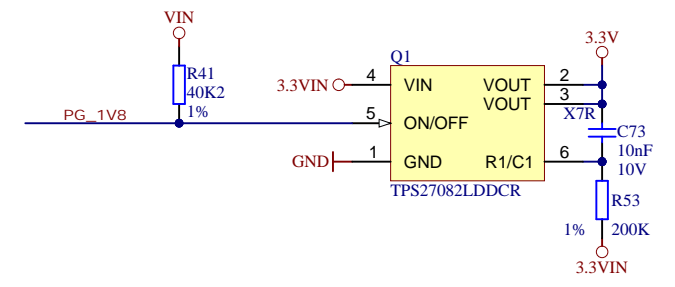 VIN
R41
40K2
1%
PG_1V8
Q1
3.3VIN
4
VIN
5
ON/OFF
GND
1
GND
VOUT
2
VOUT
3
R1/C1
6
TPS27082LDDCR
3.3V
X7R
C73
10nF
10V
R53
1%
200K
3.3VIN